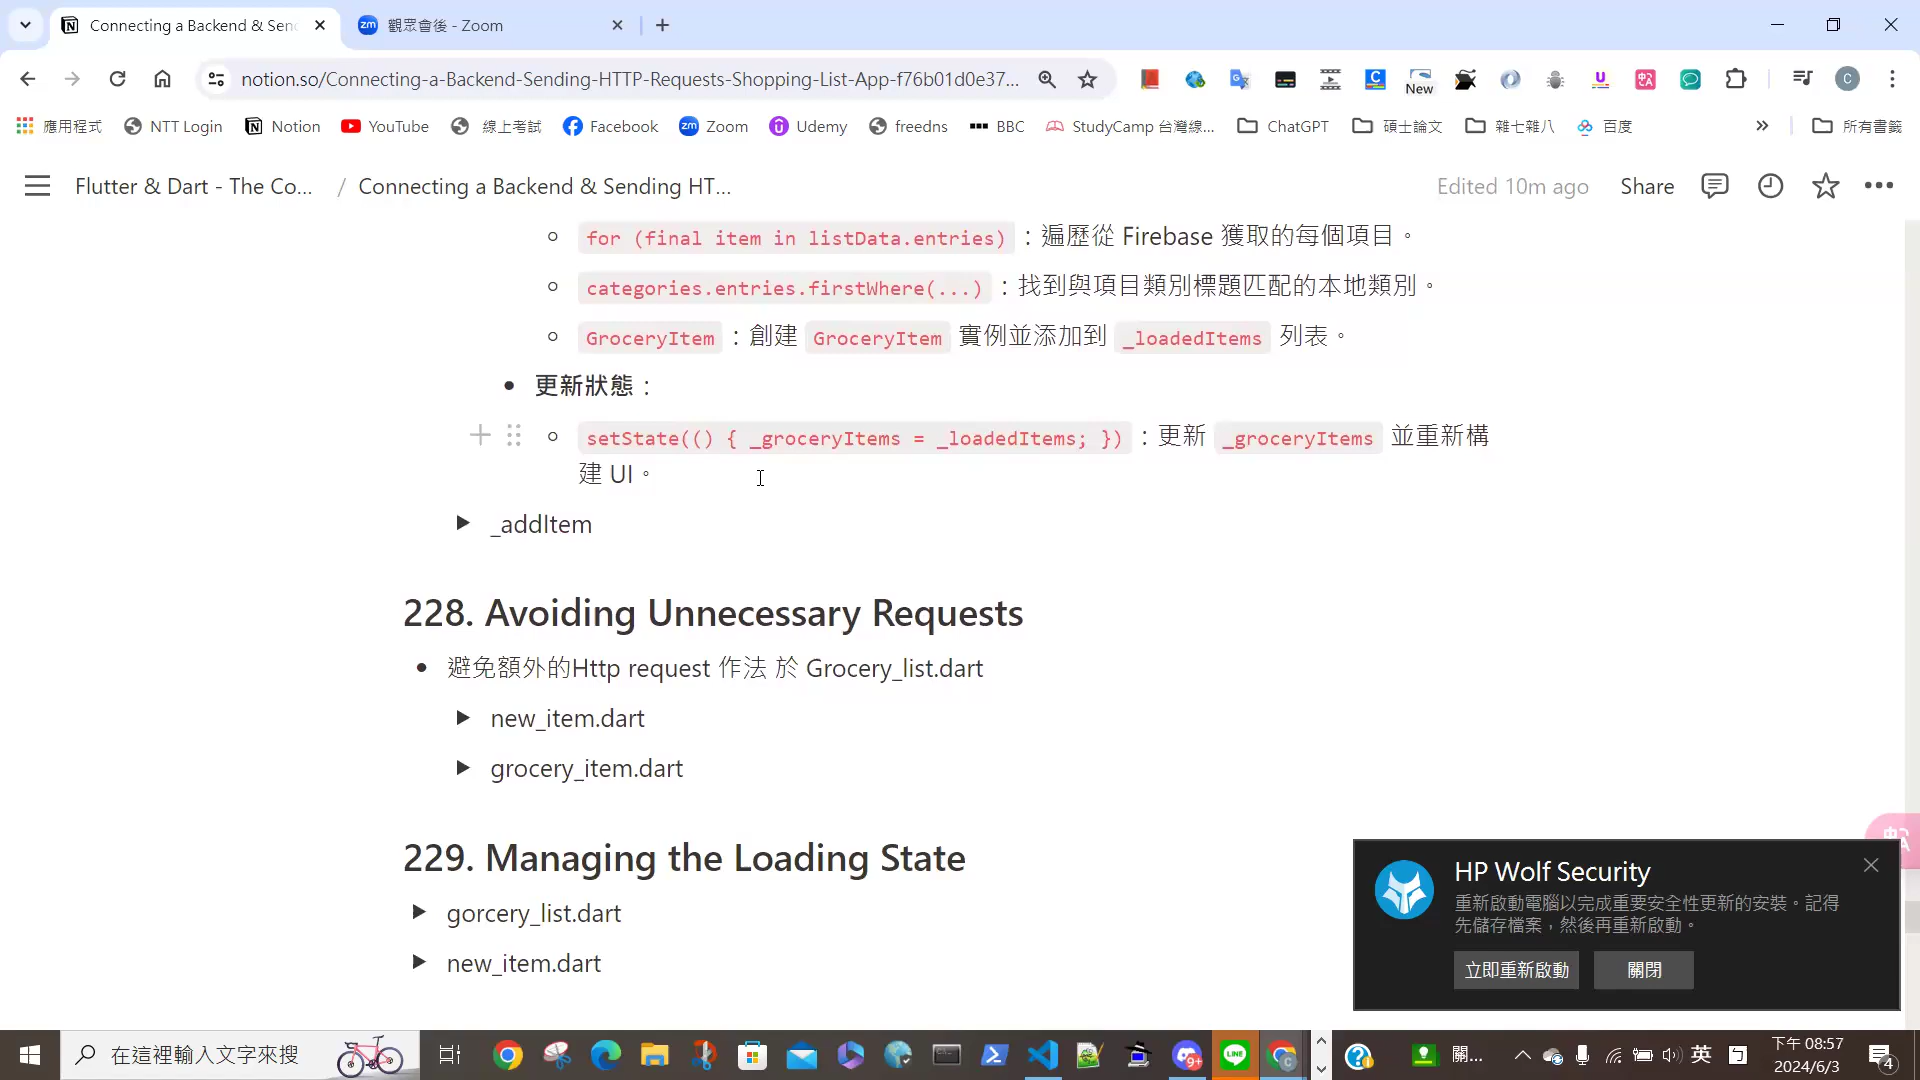 Connecting a Backend & Senc
觀眾會後 - Zoom
notion.so/Connecting-a-Backend-Sending-HTTP-Requests-Shopping-List-App-f76b01d0e37...
New
應用程式 NTT Login Notion YouTube 線上考試 Facebook Zoom Udemy freedns BBC StudyCamp 台灣線... ChatGPT 碩士論文 雜七雜八 百度 所有書籤
Flutter & Dart - The Co... / Connecting a Backend & Sending HT...
Edited 10m ago Share
for (final item in listData.entries)：遍歷從 Firebase 獲取的每個項目。
categories.entries.firstWhere(...)：找到與項目類別標題匹配的本地類別。
GroceryItem：創建 GroceryItem 實例並添加到 _loadedItems 列表。
更新狀態：
setState(() { _groceryItems = _loadedItems; })：更新 _groceryItems 並重新構
建 UI。
_addItem
228. Avoiding Unnecessary Requests
避免額外的Http request 作法 於 Grocery_list.dart
new_item.dart
grocery_item.dart
229. Managing the Loading State
gorcery_list.dart
new_item.dart
HP Wolf Security
重新啟動電腦以完成重要安全性更新的安裝。記得
先儲存檔案，然後再重新啟動。
立即重新啟動 關閉
在這裡輸入文字來搜
關...
英
下午 08:57
2024/6/3
4